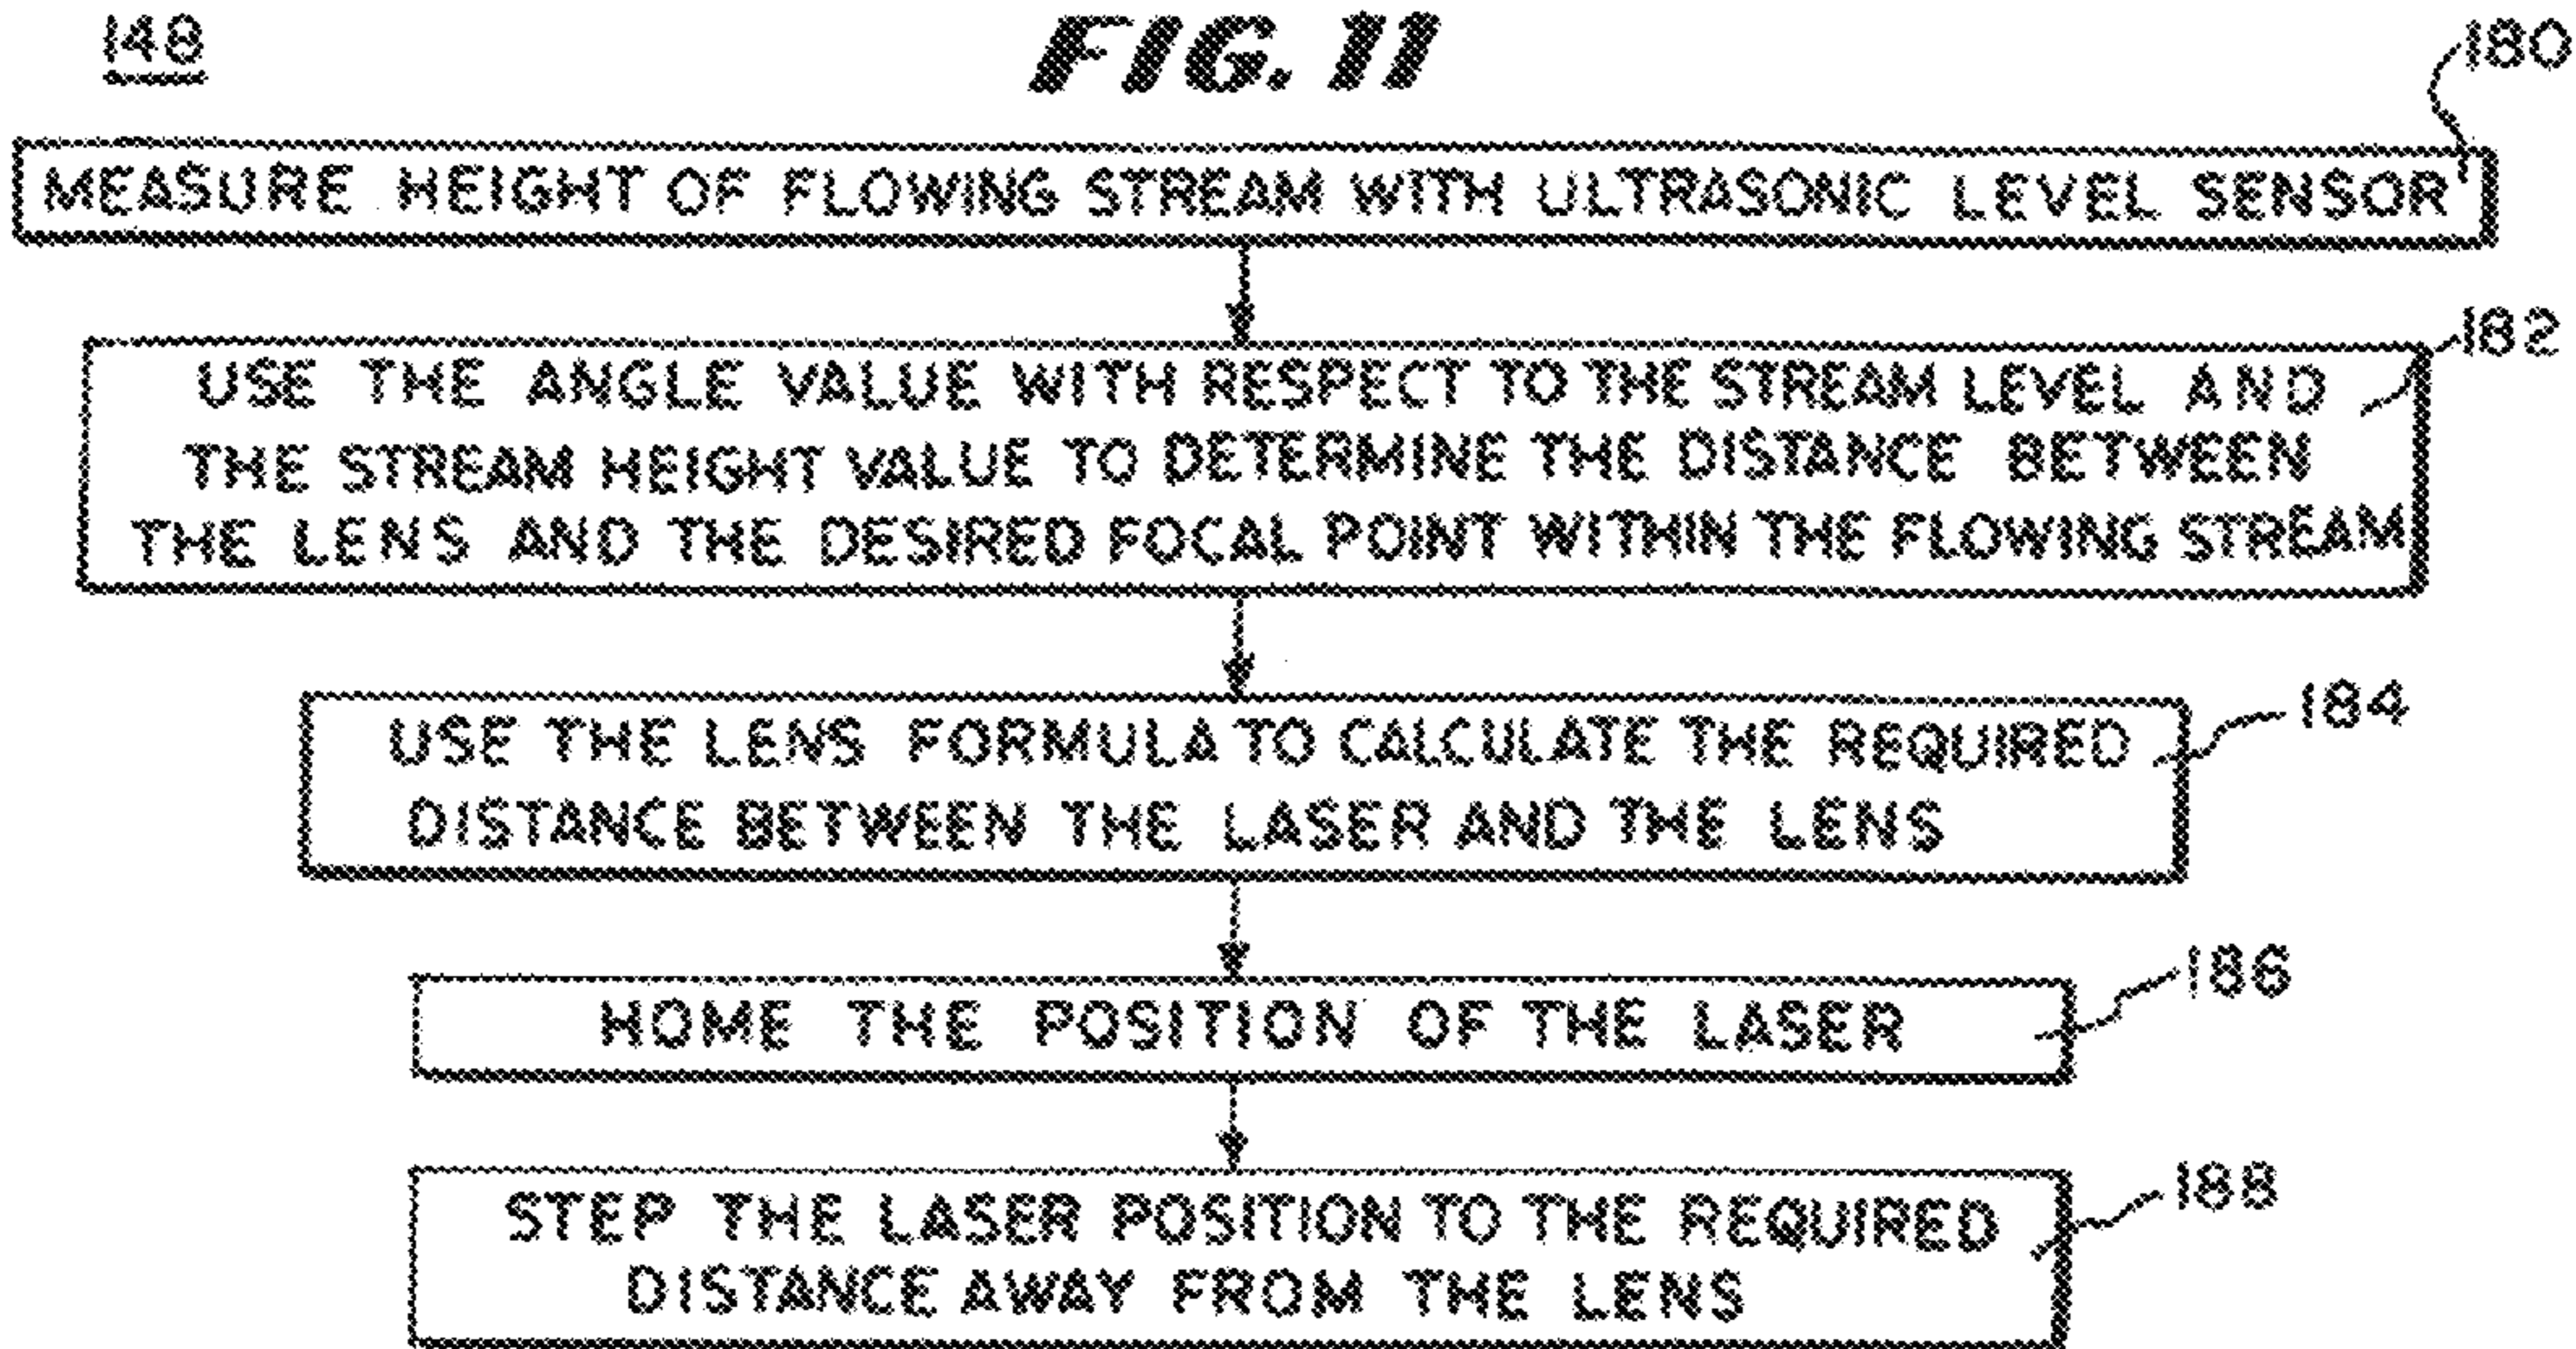 148
FIG. 11
180
MEASURE HEIGHT OF FLOWING STREAM WITH ULTRASONIC LEVEL SENSOR
182
USE THE ANGLE VALUE WITH RESPECT TO THE STREAM LEVEL AND
THE STREAM HEIGHT VALUE TO DETERMINE THE DISTANCE BETWEEN
THE LENS AND THE DESIRED FOCAL POINT WITHIN THE FLOWING STREAM
184
USE THE LENS FORMULA TO CALCULATE THE REQUIRED
DISTANCE BETWEEN THE LASER AND THE LENS
186
HOME THE POSITION OF THE LASER
188
STEP THE LASER POSITION TO THE REQUIRED
DISTANCE AWAY FROM THE LENS